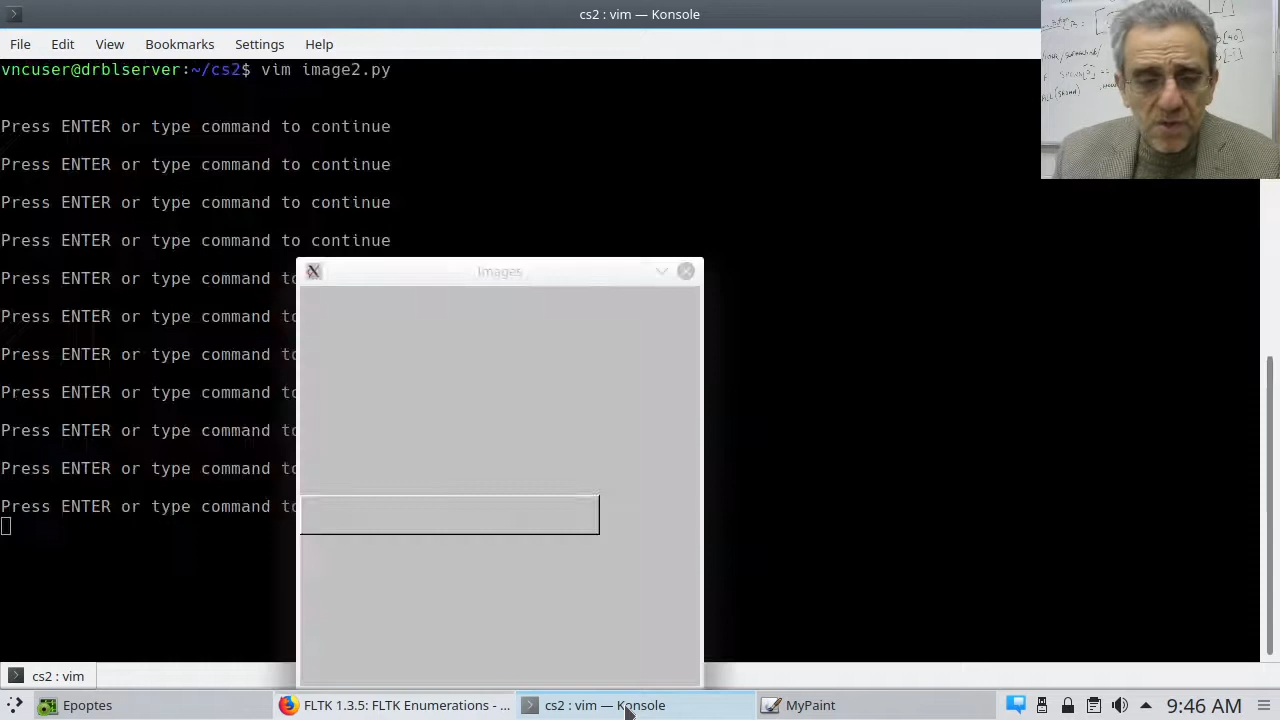 cs2 : vim — Konsole
File Edit View Bookmarks Settings Help
vncuser@drblserver:~/cs2$ vim image2.py
Press ENTER or type command to continue
Press ENTER or type command to continue
Press ENTER or type command to continue
Press ENTER or type command to continue
Images
Press ENTER or type command to
Press ENTER or type command to
Press ENTER or type command to
Press ENTER or type command to
Press ENTER or type command to
Press ENTER or type command to
Press ENTER or type command to
cs2 : vim
Epoptes FLTK 1.3.5: FLTK Enumerations - ... cs2 : vim — Konsole MyPaint 9:46 AM